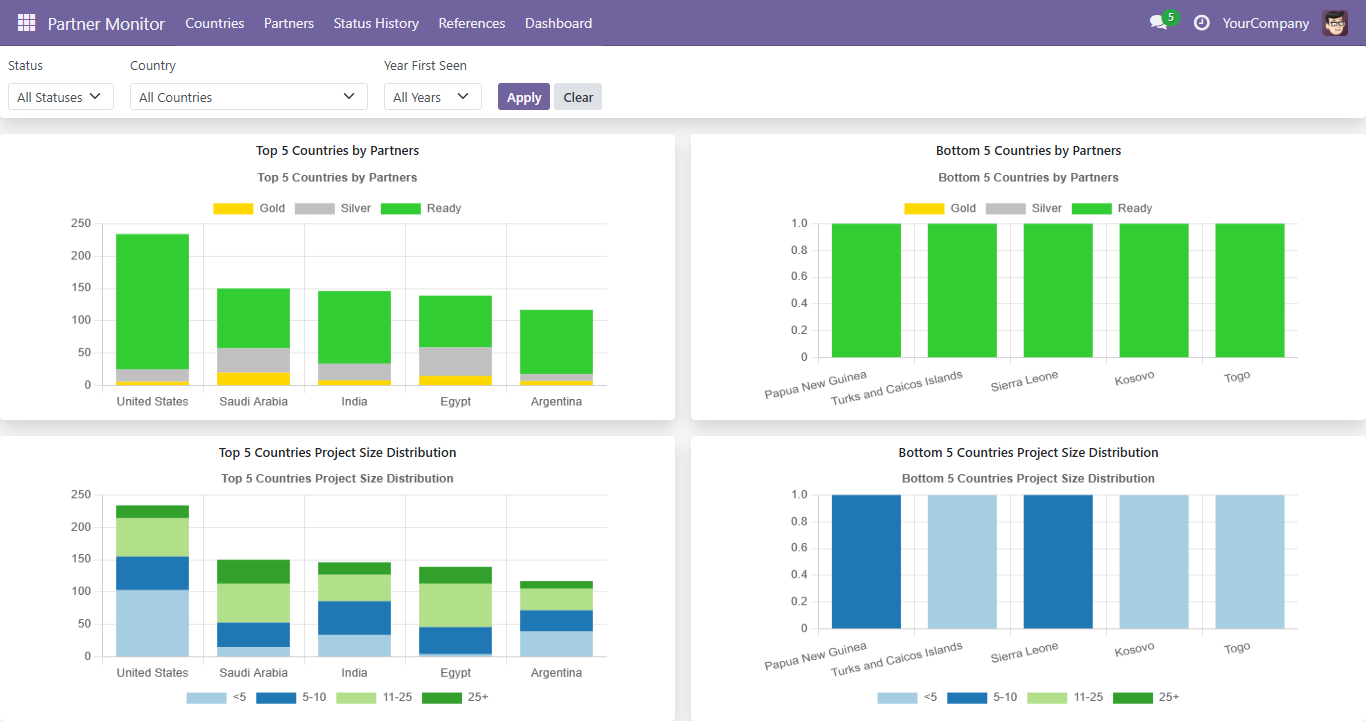 Partner Monitor Countries Partners Status History References Dashboard 5 YourCompany
Status Country Year First Seen
All Statuses All Countries All Years Apply Clear
Top 5 Countries by Partners
Top 5 Countries by Partners
Gold Silver Ready
250
200
150
100
50
0
United States Saudi Arabia India Egypt Argentina
Bottom 5 Countries by Partners
Bottom 5 Countries by Partners
Gold Silver Ready
1.0
0.8
0.6
0.4
0.2
0
Papua New Guinea Turks and Caicos Islands Sierra Leone Kosovo Togo
Top 5 Countries Project Size Distribution
Top 5 Countries Project Size Distribution
250
200
150
100
50
0
United States Saudi Arabia India Egypt Argentina
<5 5-10 11-25 25+
Bottom 5 Countries Project Size Distribution
Bottom 5 Countries Project Size Distribution
1.0
0.8
0.6
0.4
0.2
0
Papua New Guinea Turks and Caicos Islands Sierra Leone Kosovo Togo
<5 5-10 11-25 25+